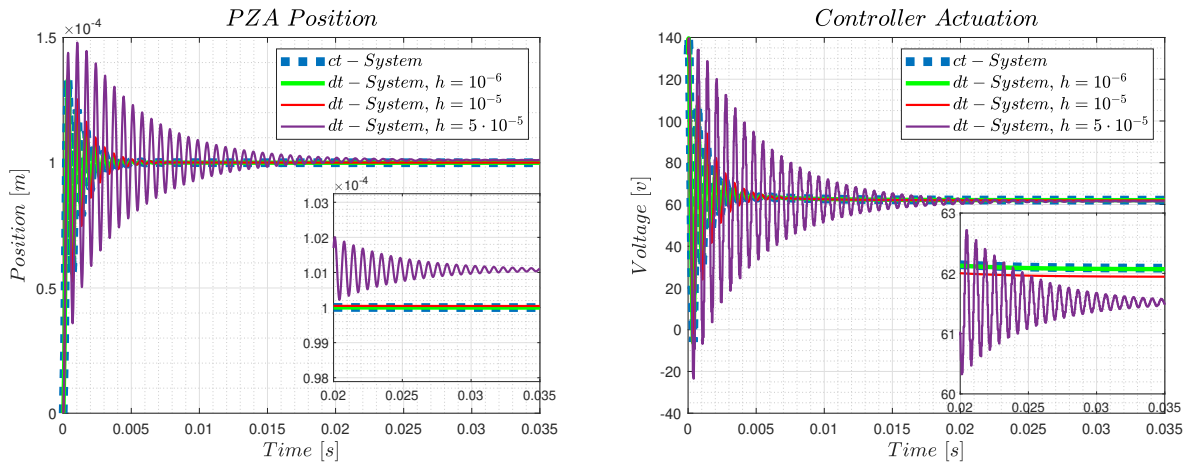 PZA Position
×10⁻⁴
1.5
1
0.5
0
Position [m]
ct − System
dt − System, h = 10⁻⁶
dt − System, h = 10⁻⁵
dt − System, h = 5 · 10⁻⁵
×10⁻⁴
1.03
1.02
1.01
1
0.99
0.98
0.02 0.025 0.03 0.035
0 0.005 0.01 0.015 0.02 0.025 0.03 0.035
Time [s]
Controller Actuation
140
120
100
80
60
40
20
0
-20
-40
Voltage [v]
ct − System
dt − System, h = 10⁻⁶
dt − System, h = 10⁻⁵
dt − System, h = 5 · 10⁻⁵
63
62
61
60
0.02 0.025 0.03 0.035
0 0.005 0.01 0.015 0.02 0.025 0.03 0.035
Time [s]